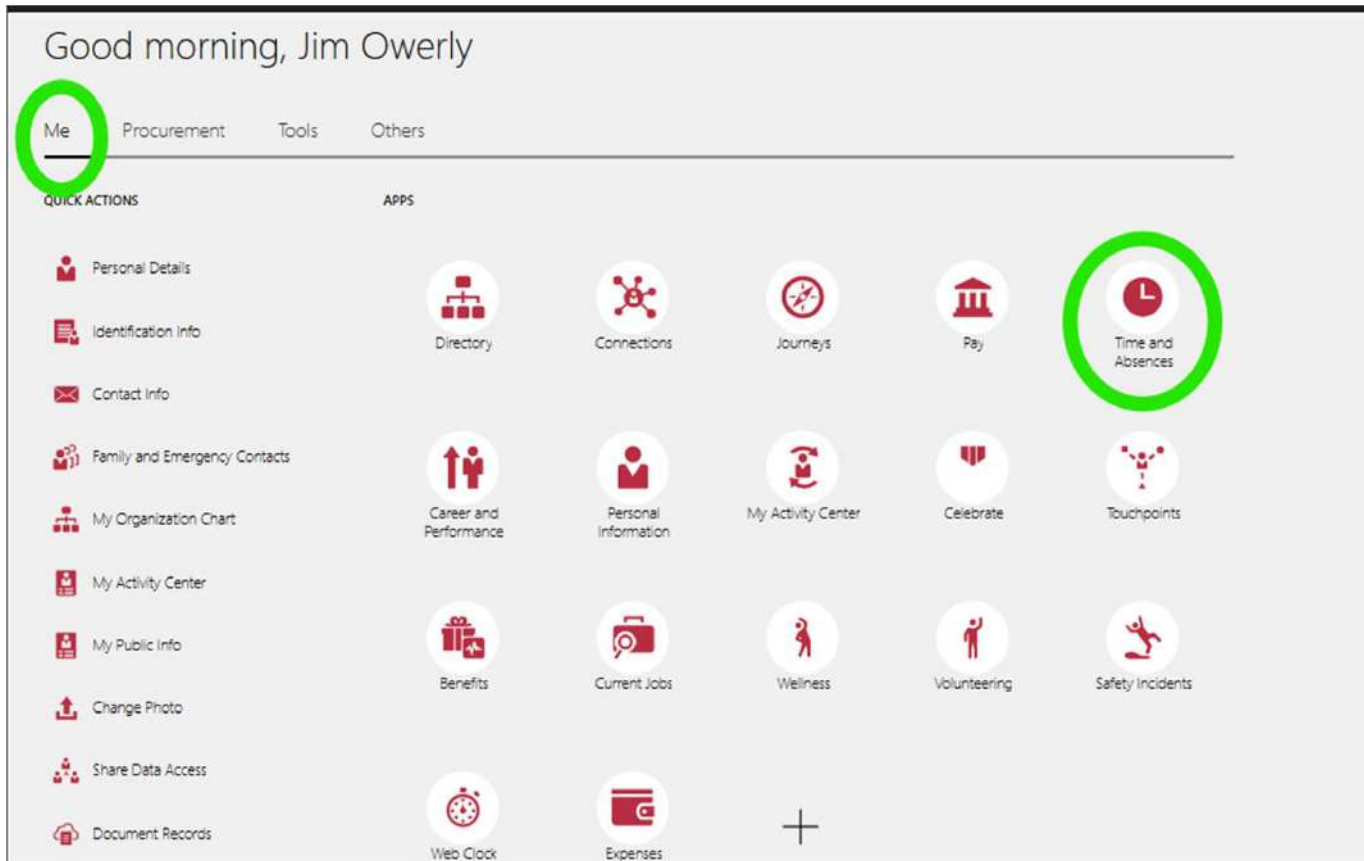 Good morning, Jim Owerly
Me
Procurement
Tools
Others
QUICK ACTIONS
Personal Details
Identification Info
Contact Info
Family and Emergency Contacts
My Organization Chart
My Activity Center
My Public Info
Change Photo
Share Data Access
Document Records
APPS
Directory
Connections
Journeys
Pay
Time and
Absences
Career and
Performance
Personal
Information
My Activity Center
Celebrate
Touchpoints
Benefits
Current Jobs
Wellness
Volunteering
Safety Incidents
Web Clock
Expenses